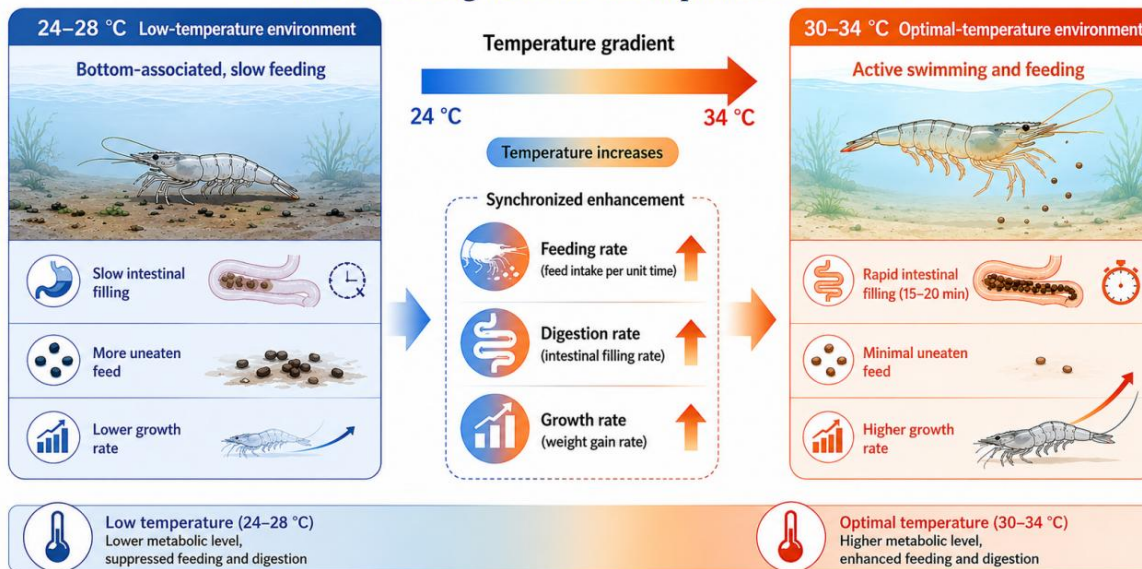 24–28 °C Low-temperature environment
Bottom-associated, slow feeding
Slow intestinal
filling
More uneaten
feed
Lower growth
rate
Temperature gradient
24 °C
34 °C
Temperature increases
Synchronized enhancement
Feeding rate
(feed intake per unit time)
Digestion rate
(intestinal filling rate)
Growth rate
(weight gain rate)
30–34 °C Optimal-temperature environment
Active swimming and feeding
Rapid intestinal
filling (15–20 min)
Minimal uneaten
feed
Higher growth
rate
Low temperature (24–28 °C)
Lower metabolic level,
suppressed feeding and digestion
Optimal temperature (30–34 °C)
Higher metabolic level,
enhanced feeding and digestion